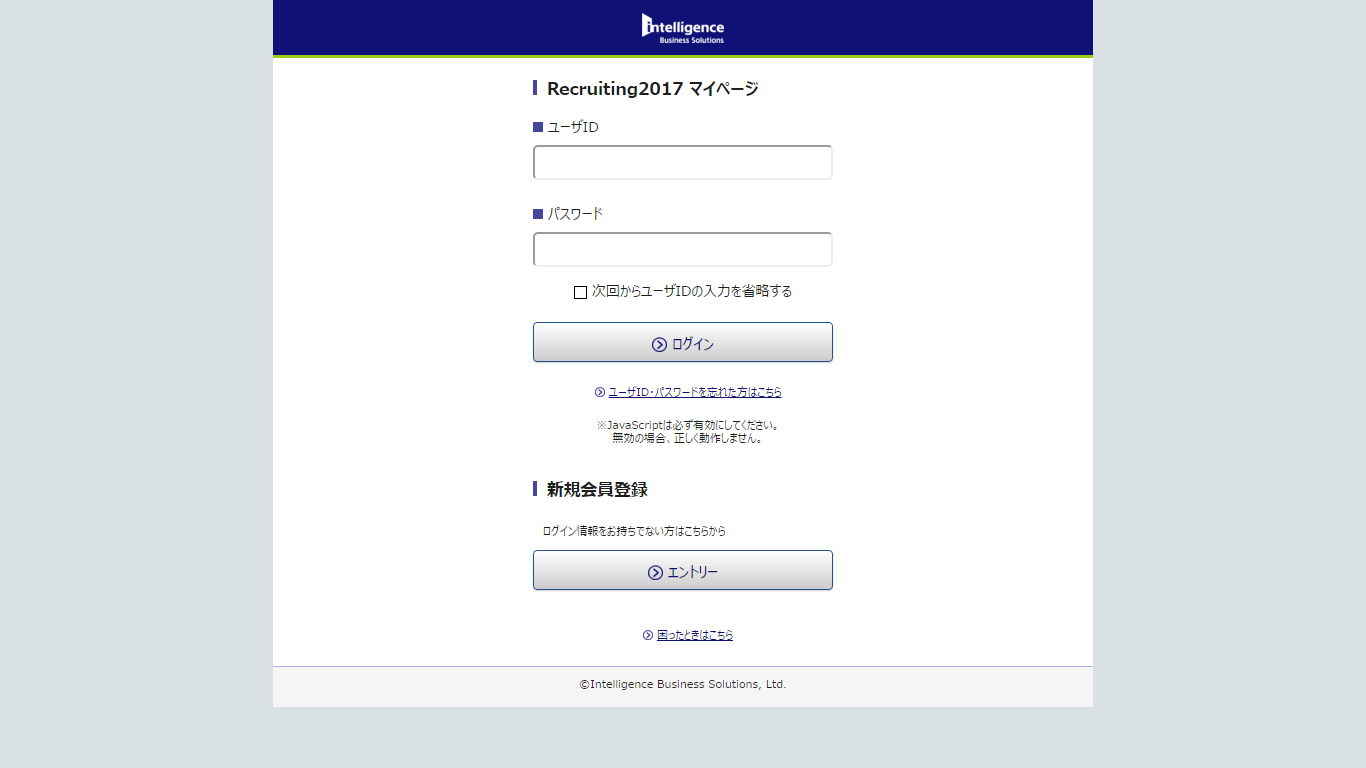 intelligence
Business Solutions
Recruiting2017 マイページ
ユーザID
パスワード
次回からユーザIDの入力を省略する
ログイン
ユーザID・パスワードを忘れた方はこちら
※JavaScriptは必ず有効にしてください。
無効の場合、正しく動作しません。
新規会員登録
ログイン情報をお持ちでない方はこちらから
エントリー
困ったときはこちら
©Intelligence Business Solutions, Ltd.